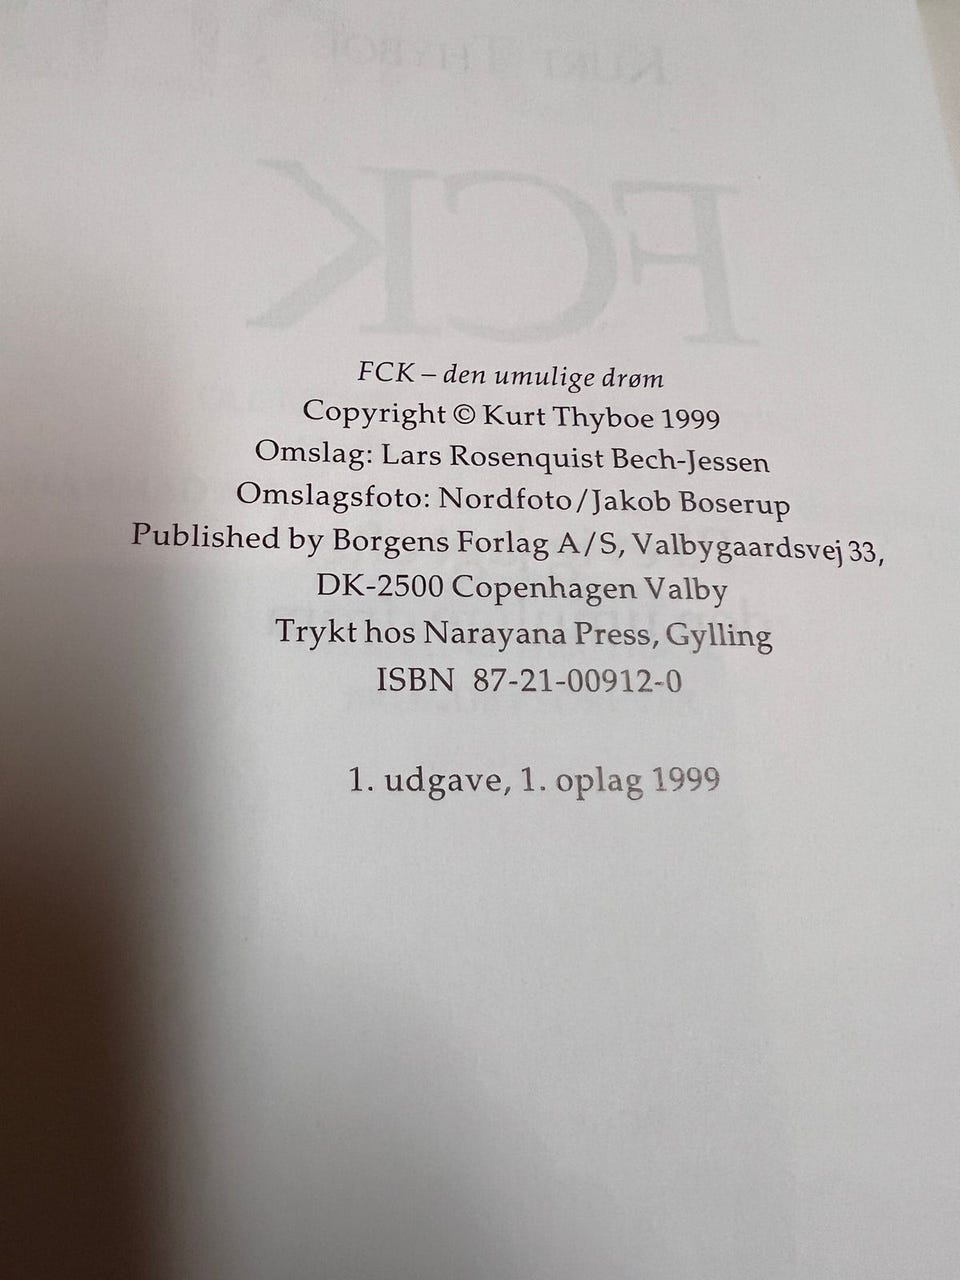 FCK – den umulige drøm
Copyright © Kurt Thyboe 1999
Omslag: Lars Rosenquist Bech-Jessen
Omslagsfoto: Nordfoto/Jakob Boserup
Published by Borgens Forlag A/S, Valbygaardsvej 33,
DK-2500 Copenhagen Valby
Trykt hos Narayana Press, Gylling
ISBN 87-21-00912-0
1. udgave, 1. oplag 1999